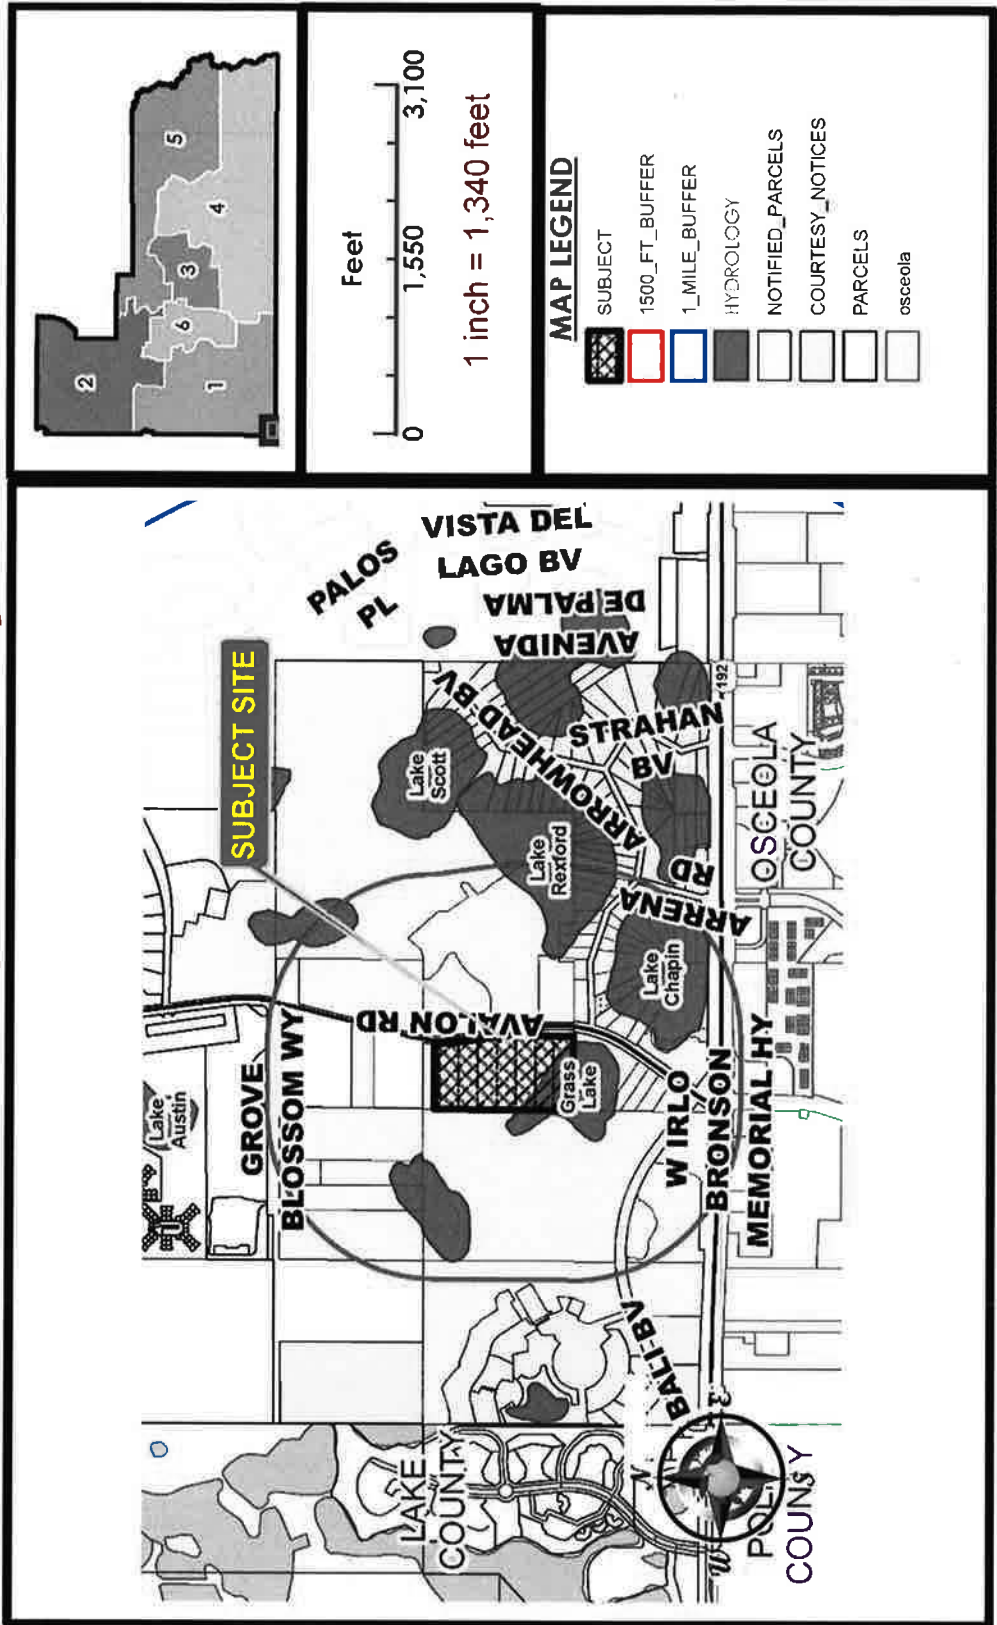 SUBJECT SITE
GROVE
BLOSSOM WY
AVALON RD
Lake
Austin
Lake
Scott
Lake
Rexford
Lake
Chapin
Grass
Lake
PALOS
PL
VISTA DEL
LAGO BV
AVENIDA
DE PALMA
ARROWHEAD BV
STRAHAN
BV
ARRENA
RD
W IRLO
BRONSON
MEMORIAL HY
BALI BV
192
LAKE
COUNTY
OSCEOLA
COUNTY
N
E
S
W
2
1
6
3
4
5
Feet
0 1,550 3,100
1 inch = 1,340 feet
MAP LEGEND
SUBJECT
1500_FT_BUFFER
1_MILE_BUFFER
HYDROLOGY
NOTIFIED_PARCELS
COURTESY_NOTICES
PARCELS
osceola